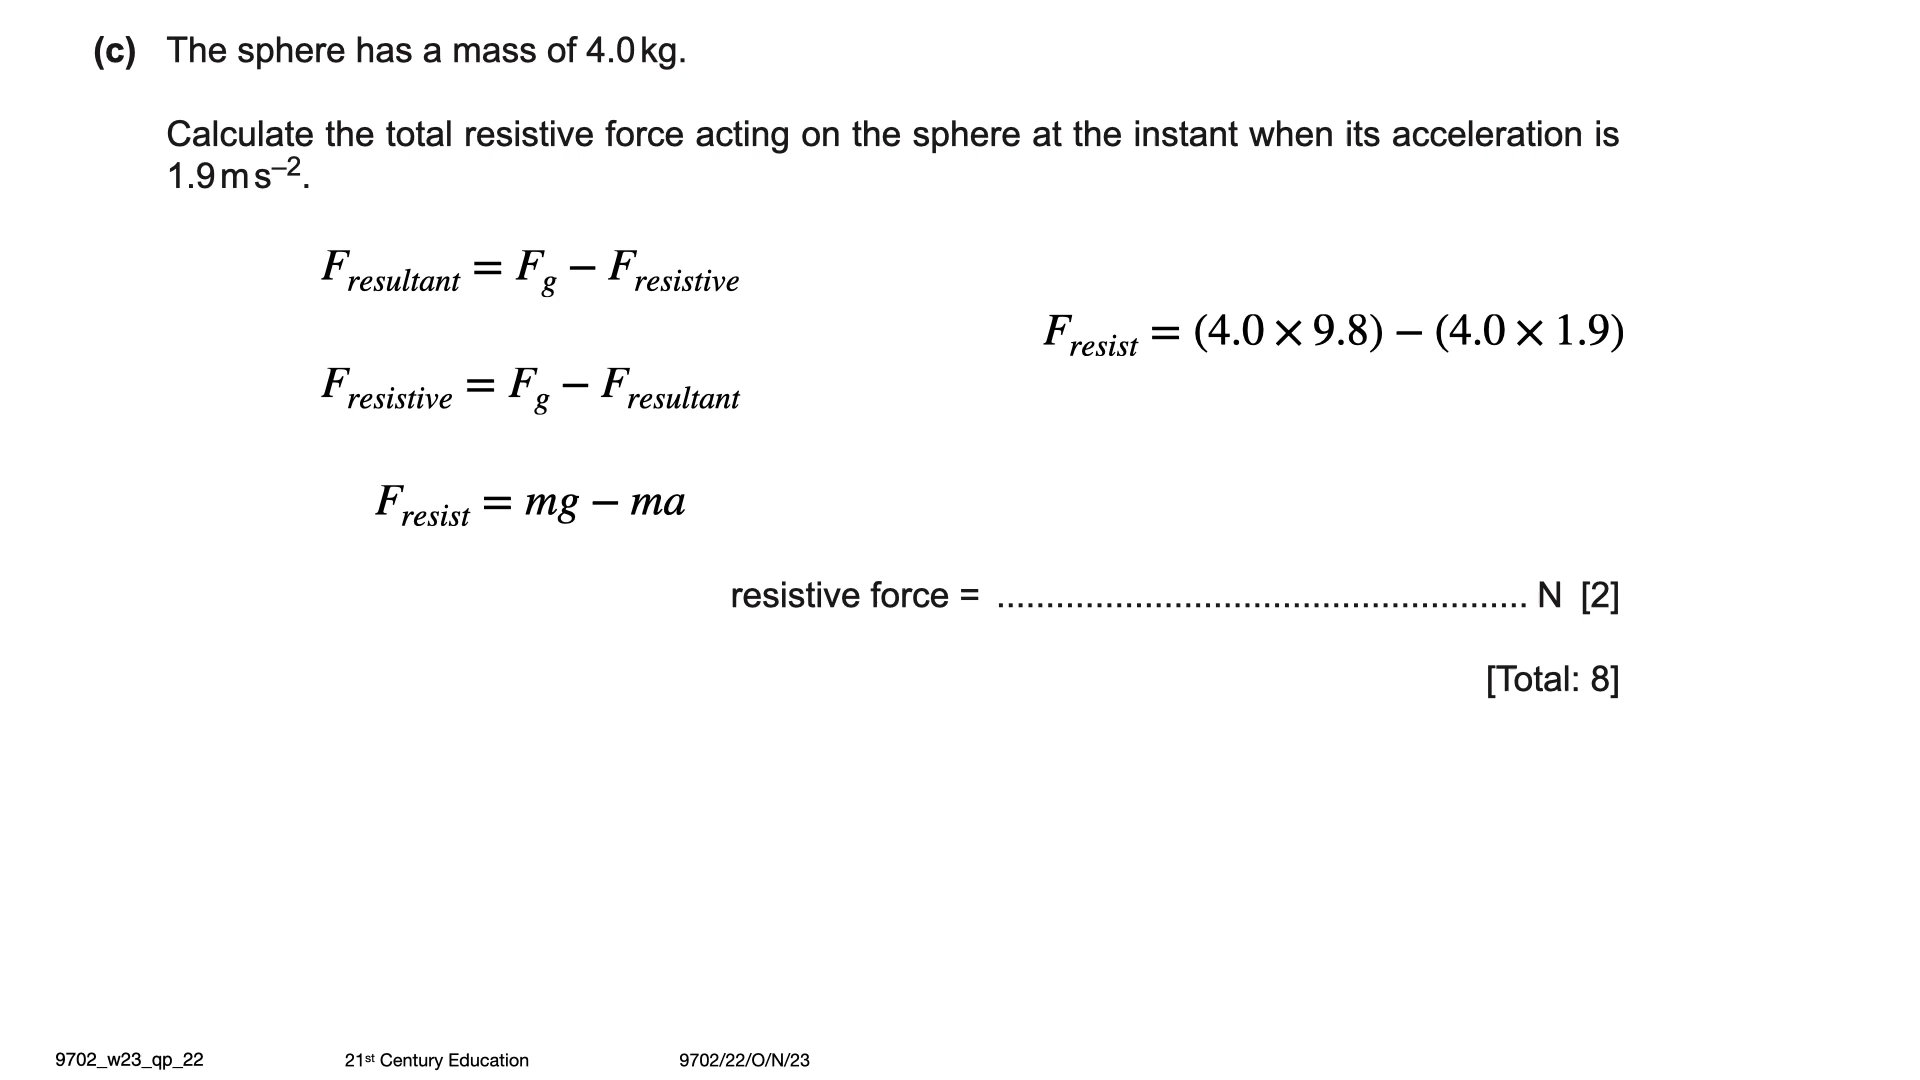 (c) The sphere has a mass of 4.0 kg.
Calculate the total resistive force acting on the sphere at the instant when its acceleration is
1.9 m s⁻².
F_resultant = F_g − F_resistive
F_resist = (4.0 × 9.8) − (4.0 × 1.9)
F_resistive = F_g − F_resultant
F_resist = mg − ma
resistive force = ...................................................... N [2]
[Total: 8]
9702_w23_qp_22 21st Century Education 9702/22/O/N/23